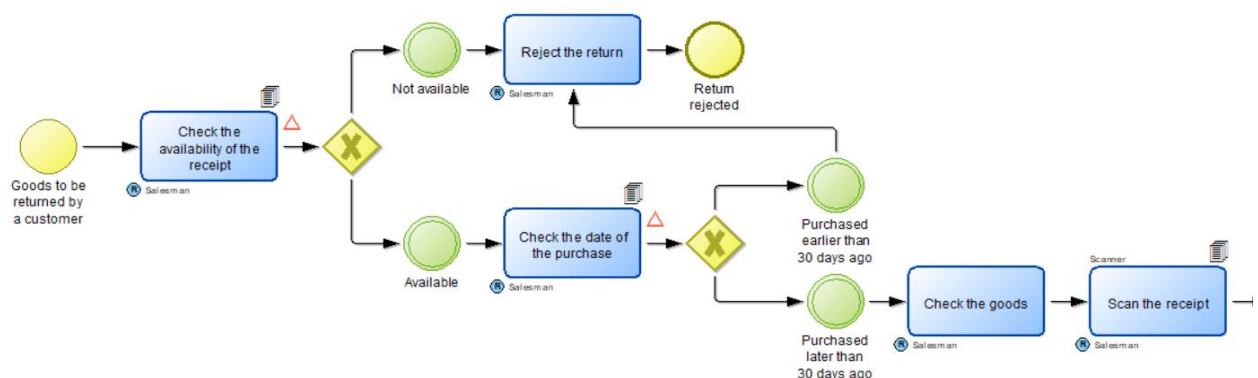 Not available
Reject the return
R Salesman
Return
rejected
Goods to be
returned by
a customer
Check the
availability of the
receipt
R Salesman
Available
Check the date of
the purchase
R Salesman
Purchased
earlier than
30 days ago
Purchased
later than
30 days ago
Check the goods
R Salesman
Scanner
Scan the receipt
R Salesman